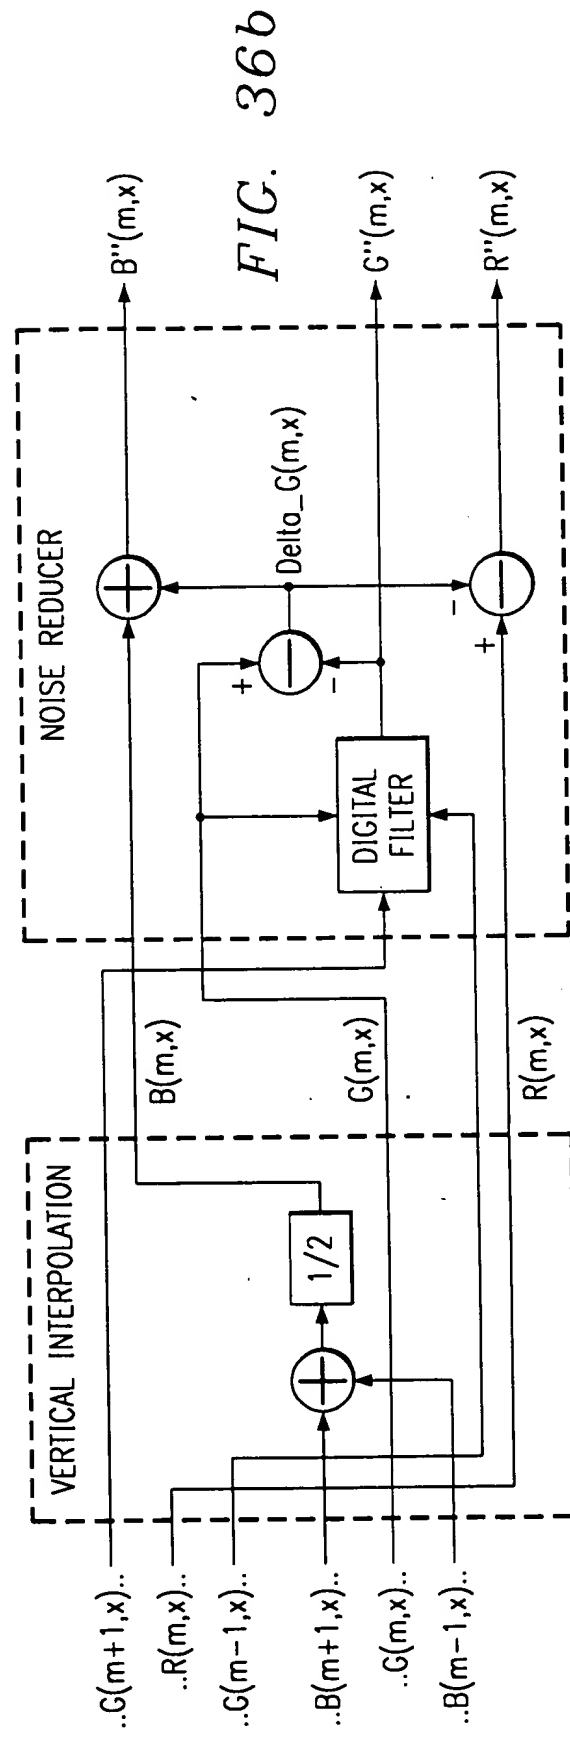 ..G(m+1,x)..
..R(m,x)..
..G(m−1,x)..
..B(m+1,x)..
..G(m,x)..
..B(m−1,x)..
VERTICAL INTERPOLATION
1/2
B(m,x)
G(m,x)
R(m,x)
NOISE REDUCER
DIGITAL
FILTER
+
−
Delta_G(m,x)
−
+
B''(m,x)
G''(m,x)
R''(m,x)
FIG. 36b